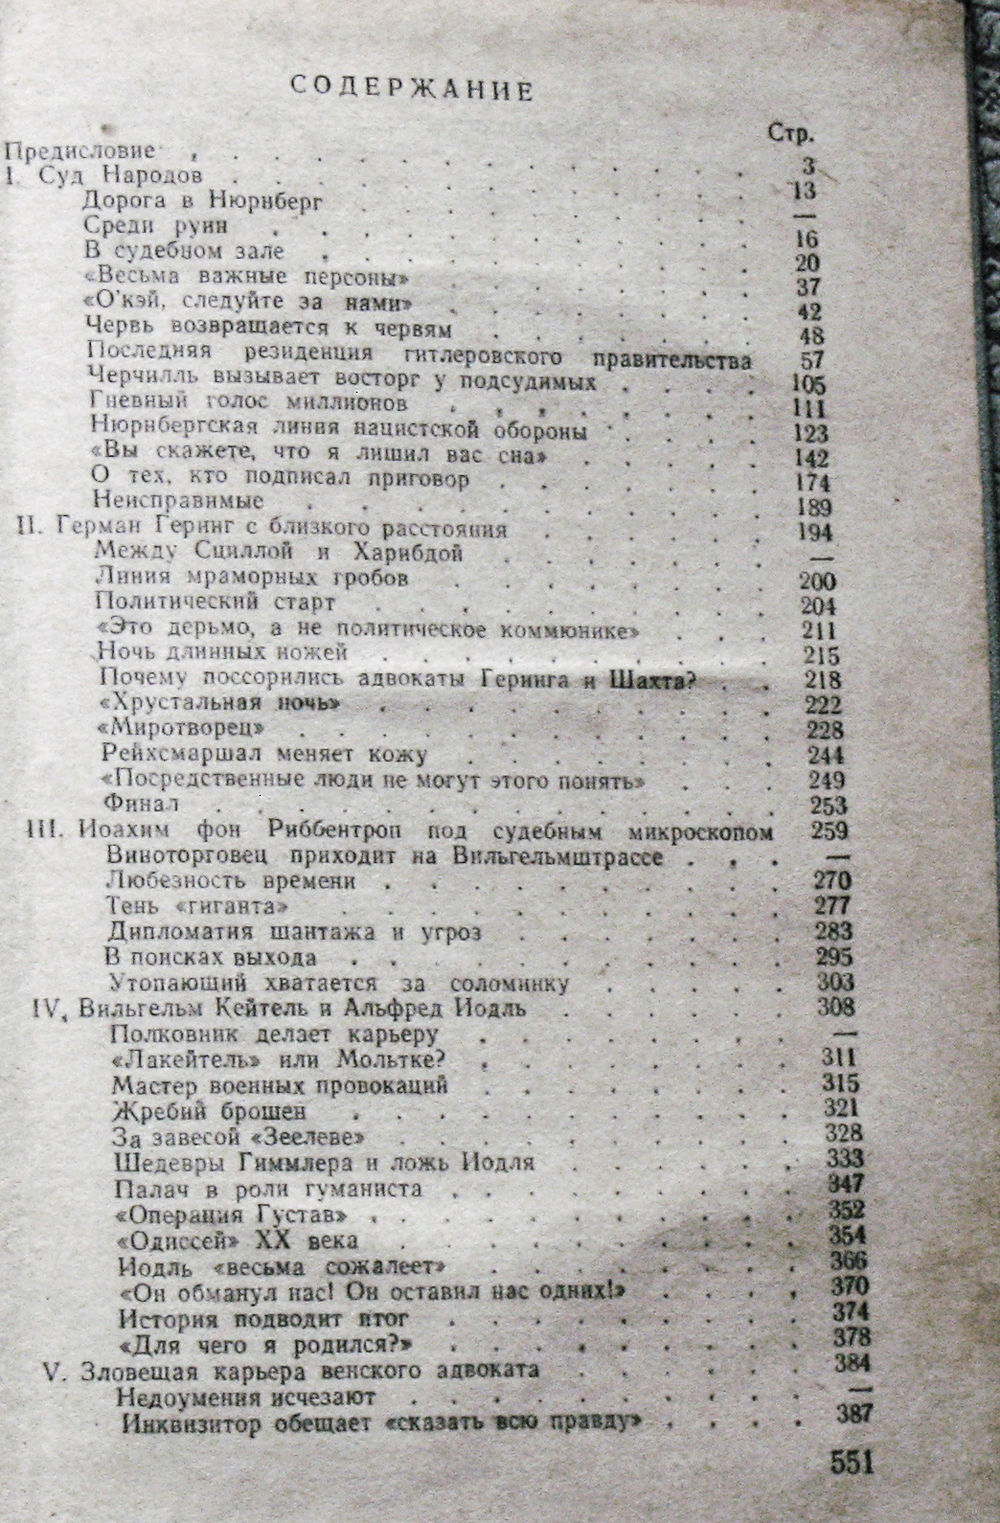 СОДЕРЖАНИЕ
Стр.
Предисловие . . . . . . . . . . 3
I. Суд Народов . . . . . . . . . . 13
Дорога в Нюрнберг . . . . . . . . —
Среди руин . . . . . . . . . . 16
В судебном зале . . . . . . . . 20
«Весьма важные персоны» . . . . . . 37
«О'кэй, следуйте за нами» . . . . . . 42
Червь возвращается к червям . . . . . 48
Последняя резиденция гитлеровского правительства 57
Черчилль вызывает восторг у подсудимых . . . . 105
Гневный голос миллионов . . . . . . . 111
Нюрнбергская линия нацистской обороны . . . . 123
«Вы скажете, что я лишил вас сна» . . . . . 142
О тех, кто подписал приговор . . . . . . 174
Неисправимые . . . . . . . . . 189
II. Герман Геринг с близкого расстояния . . . . . 194
Между Сциллой и Харибдой . . . . . . —
Линия мраморных гробов . . . . . . . 200
Политический старт . . . . . . . . 204
«Это дерьмо, а не политическое коммюнике» . . . 211
Ночь длинных ножей . . . . . . . . 215
Почему поссорились адвокаты Геринга и Шахта? . . 218
«Хрустальная ночь» . . . . . . . . 222
«Миротворец» . . . . . . . . . 228
Рейхсмаршал меняет кожу . . . . . . . 244
«Посредственные люди не могут этого понять» . . . 249
Финал . . . . . . . . . . . 253
III. Иоахим фон Риббентроп под судебным микроскопом 259
Виноторговец приходит на Вильгельмштрассе . . . —
Любезность времени . . . . . . . . 270
Тень «гиганта» . . . . . . . . . 277
Дипломатия шантажа и угроз . . . . . . 283
В поисках выхода . . . . . . . . 295
Утопающий хватается за соломинку . . . . . 303
IV. Вильгельм Кейтель и Альфред Иодль . . . . . 308
Полковник делает карьеру . . . . . . —
«Лакейтель» или Мольтке? . . . . . . . 311
Мастер военных провокаций . . . . . . 315
Жребий брошен . . . . . . . . . 321
За завесой «Зеелеве» . . . . . . . . 328
Шедевры Гиммлера и ложь Иодля . . . . . 333
Палач в роли гуманиста . . . . . . . 347
«Операция Густав» . . . . . . . . 352
«Одиссей» XX века . . . . . . . . 354
Иодль «весьма сожалеет» . . . . . . . 366
«Он обманул нас! Он оставил нас одних!» . . . . 370
История подводит итог . . . . . . . 374
«Для чего я родился?» . . . . . . . 378
V. Зловещая карьера венского адвоката . . . . . 384
Недоумения исчезают . . . . . . . . —
Инквизитор обещает «сказать всю правду» . . . . 387
551